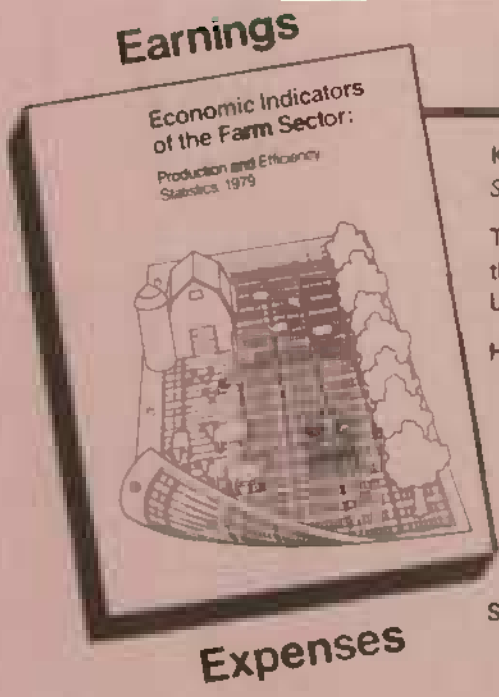 Earnings
Economic Indicators
of the Farm Sector:
Production and Efficiency
Statistics, 1979
Expenses